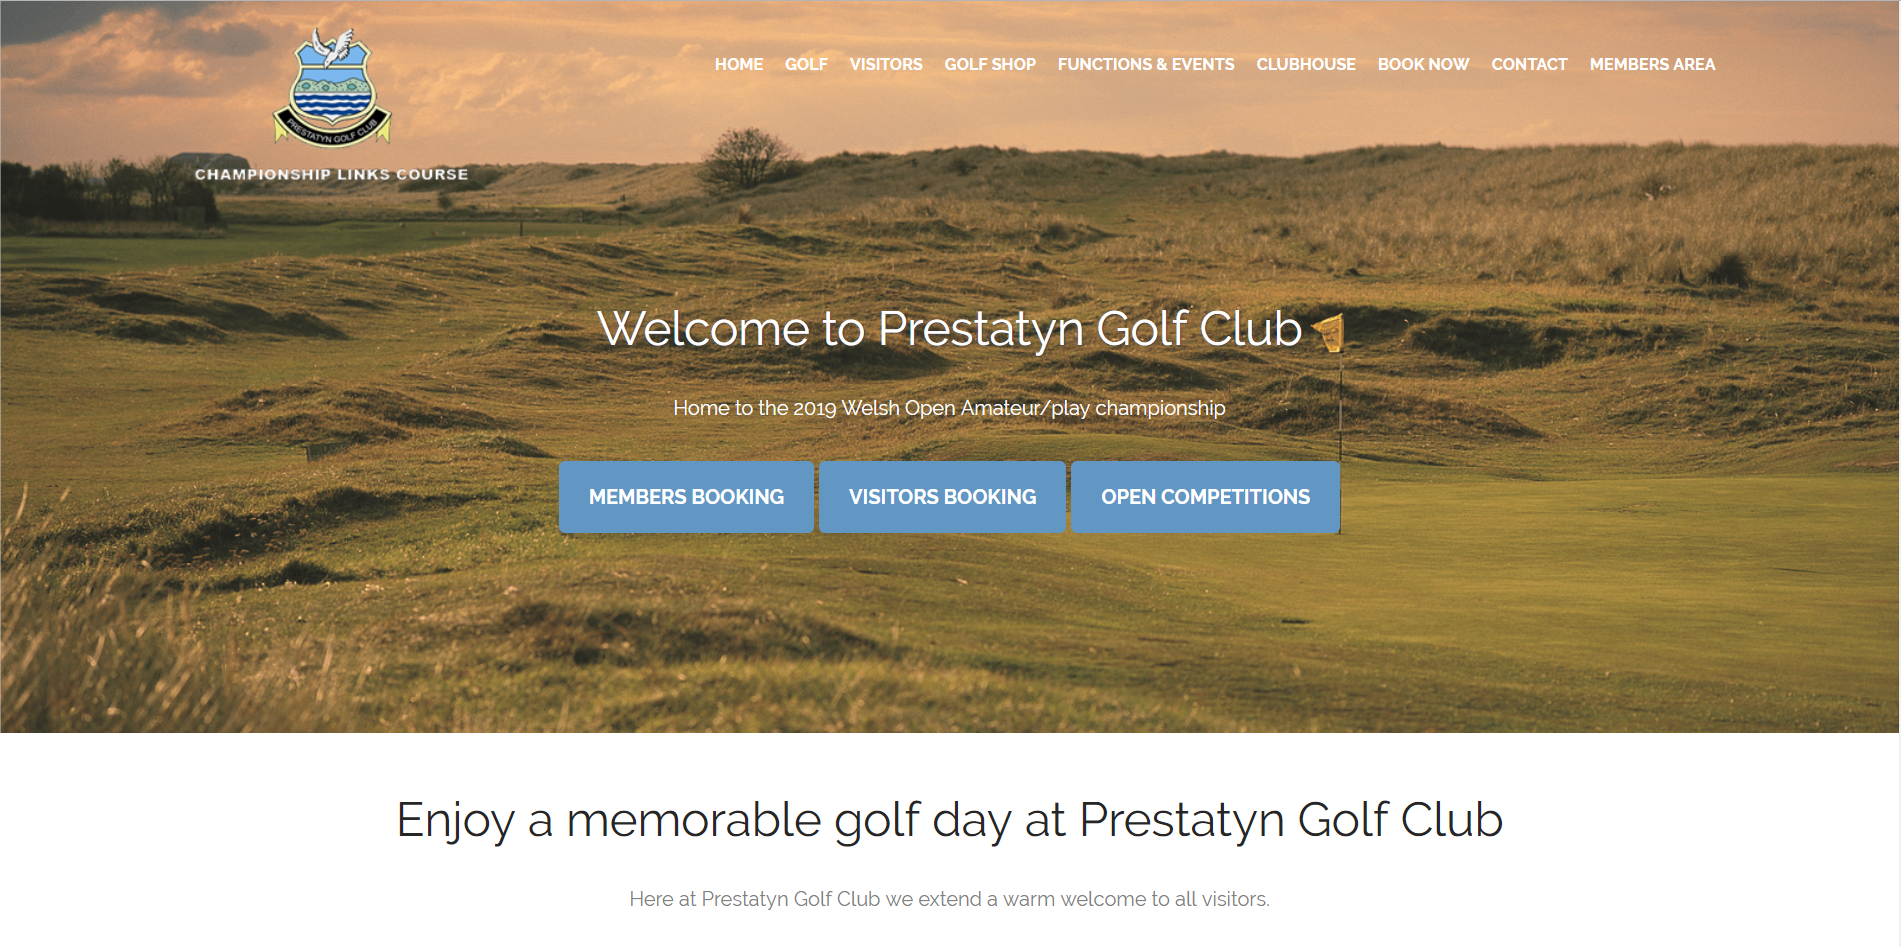 PRESTATYN GOLF CLUB
CHAMPIONSHIP LINKS COURSE
HOME GOLF VISITORS GOLF SHOP FUNCTIONS & EVENTS CLUBHOUSE BOOK NOW CONTACT MEMBERS AREA
Welcome to Prestatyn Golf Club
Home to the 2019 Welsh Open Amateur/play championship
MEMBERS BOOKING VISITORS BOOKING OPEN COMPETITIONS
Enjoy a memorable golf day at Prestatyn Golf Club
Here at Prestatyn Golf Club we extend a warm welcome to all visitors.